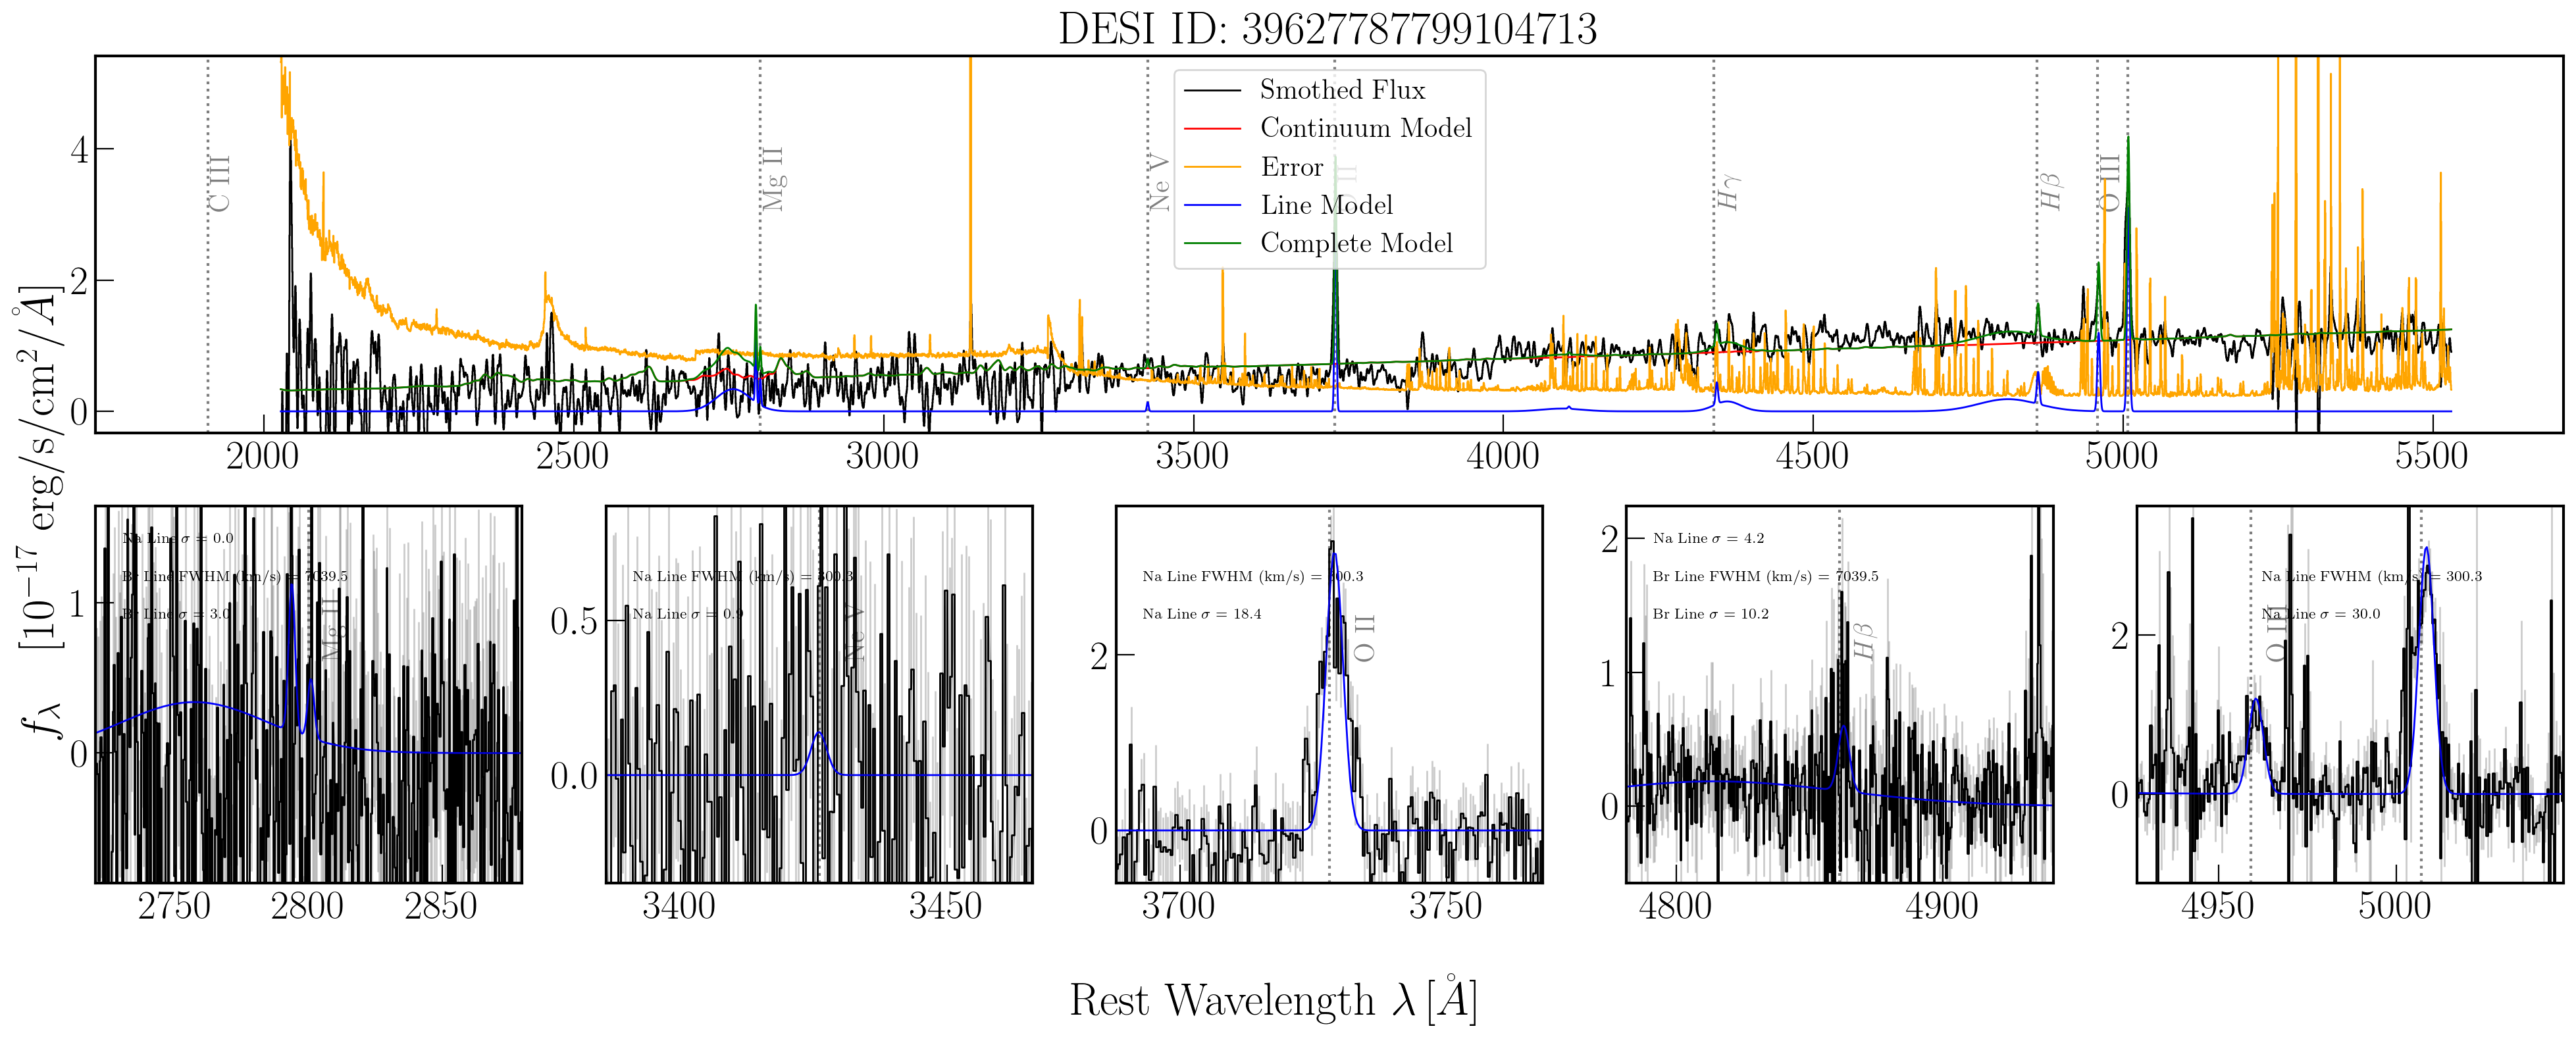 DESI ID: 39627787799104713
Smothed Flux
Continuum Model
Error
Line Model
Complete Model
C III
Mg II
Ne V
O II
Hγ
Hβ
O III
4
2
0
2000 2500 3000 3500 4000 4500 5000 5500
f_λ [10^{-17} erg/s/cm²/Å]
Na Line σ = 0.0
Br Line FWHM (km/s) = 7039.5
Br Line σ = 3.0
Mg II
1
0
2750 2800 2850
Na Line FWHM (km/s) = 300.3
Na Line σ = 0.9
Ne V
0.5
0.0
3400 3450
Na Line FWHM (km/s) = 300.3
Na Line σ = 18.4
O II
2
0
3700 3750
Na Line σ = 4.2
Br Line FWHM (km/s) = 7039.5
Br Line σ = 10.2
Hβ
2
1
0
4800 4900
Na Line FWHM (km/s) = 300.3
Na Line σ = 30.0
O III
2
0
4950 5000
Rest Wavelength λ [Å]